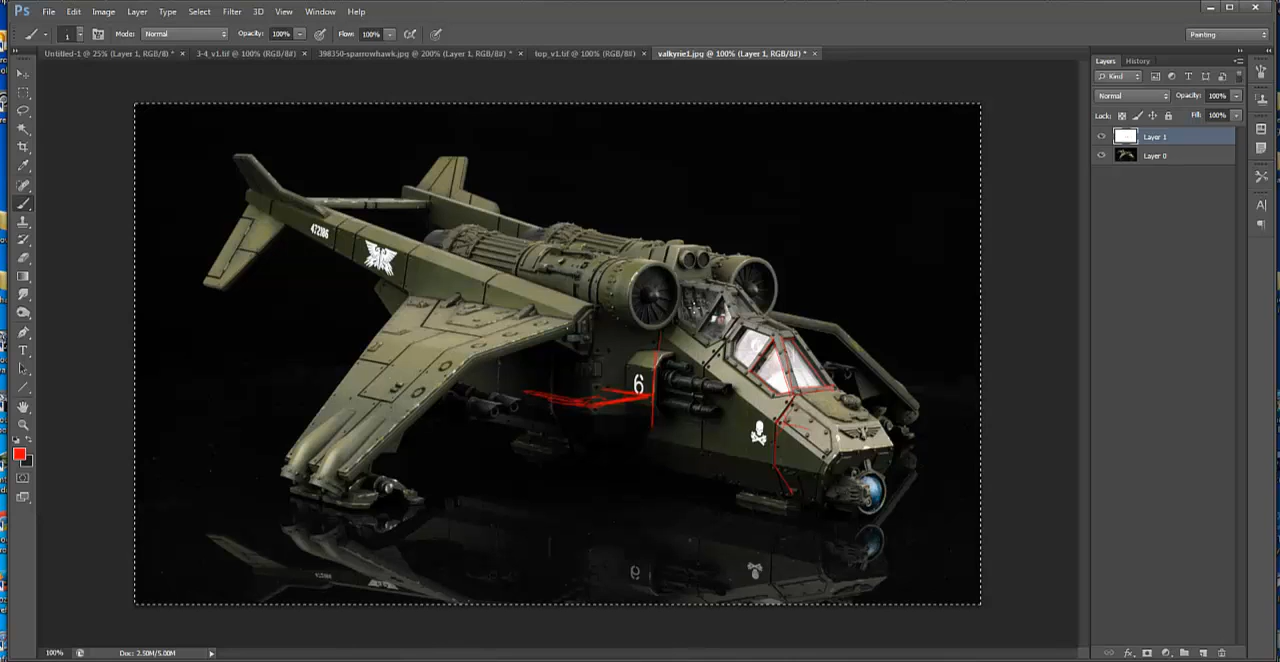 Ps File Edit Image Layer Type Select Filter 3D View Window Help
1 Mode: Normal Opacity: 100% Flow: 100% Painting
Untitled-1 @ 25% (Layer 1, RGB/8) * × 3-4_v1.tif @ 100% (RGB/8#) × 398350-sparrowhawk.jpg @ 200% (Layer 1, RGB/8#) * × top_v1.tif @ 100% (RGB/8#) × valkyrie1.jpg @ 100% (Layer 1, RGB/8#) * ×
Layers History
Kind T
Normal Opacity: 100%
Lock: Fill: 100%
Layer 1
Layer 0
472186
6
100% Doc: 2.50M/5.00M